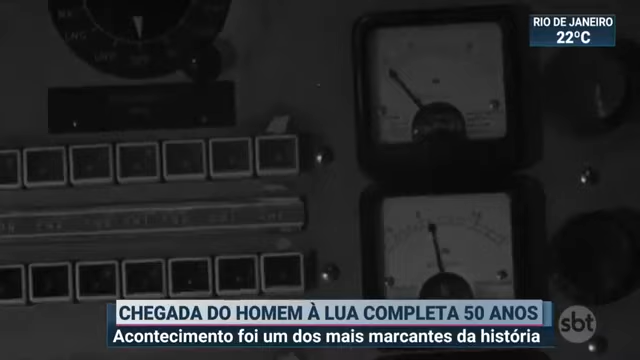 RIO DE JANEIRO
22°C
CHEGADA DO HOMEM À LUA COMPLETA 50 ANOS
Acontecimento foi um dos mais marcantes da história
sbt